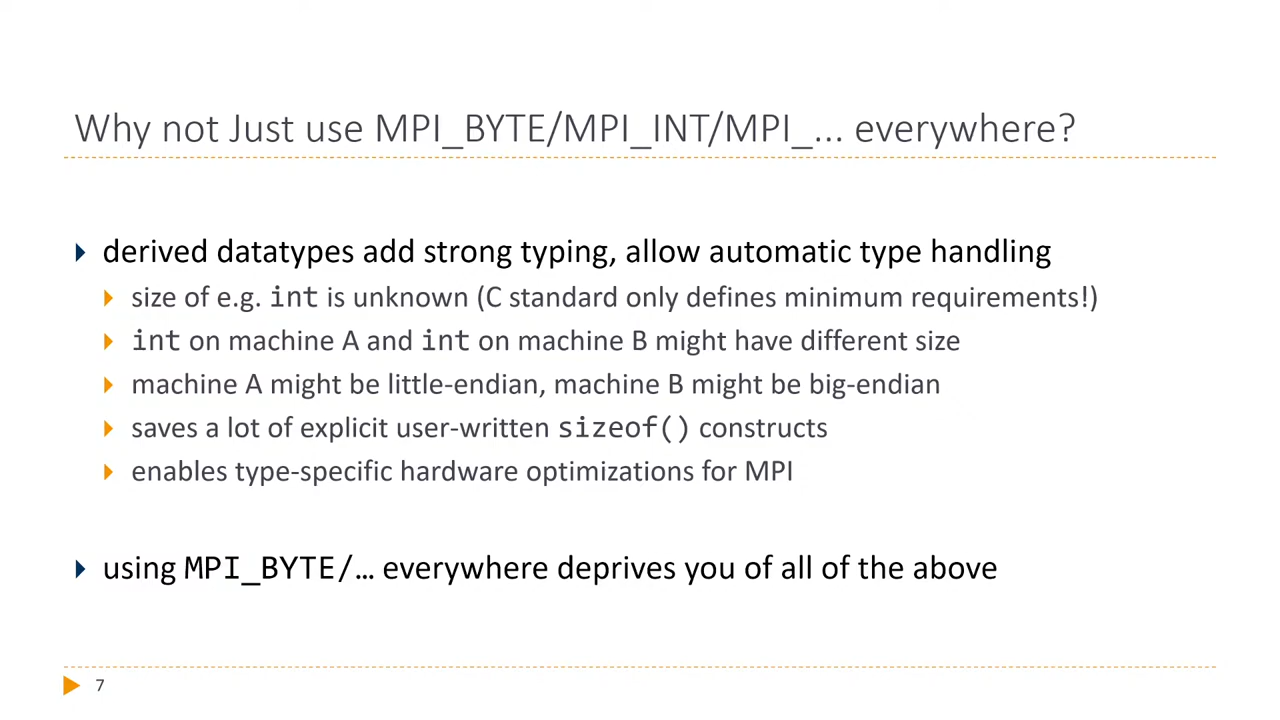 Why not Just use MPI_BYTE/MPI_INT/MPI_... everywhere?
derived datatypes add strong typing, allow automatic type handling
size of e.g. int is unknown (C standard only defines minimum requirements!)
int on machine A and int on machine B might have different size
machine A might be little-endian, machine B might be big-endian
saves a lot of explicit user-written sizeof() constructs
enables type-specific hardware optimizations for MPI
using MPI_BYTE/… everywhere deprives you of all of the above
7